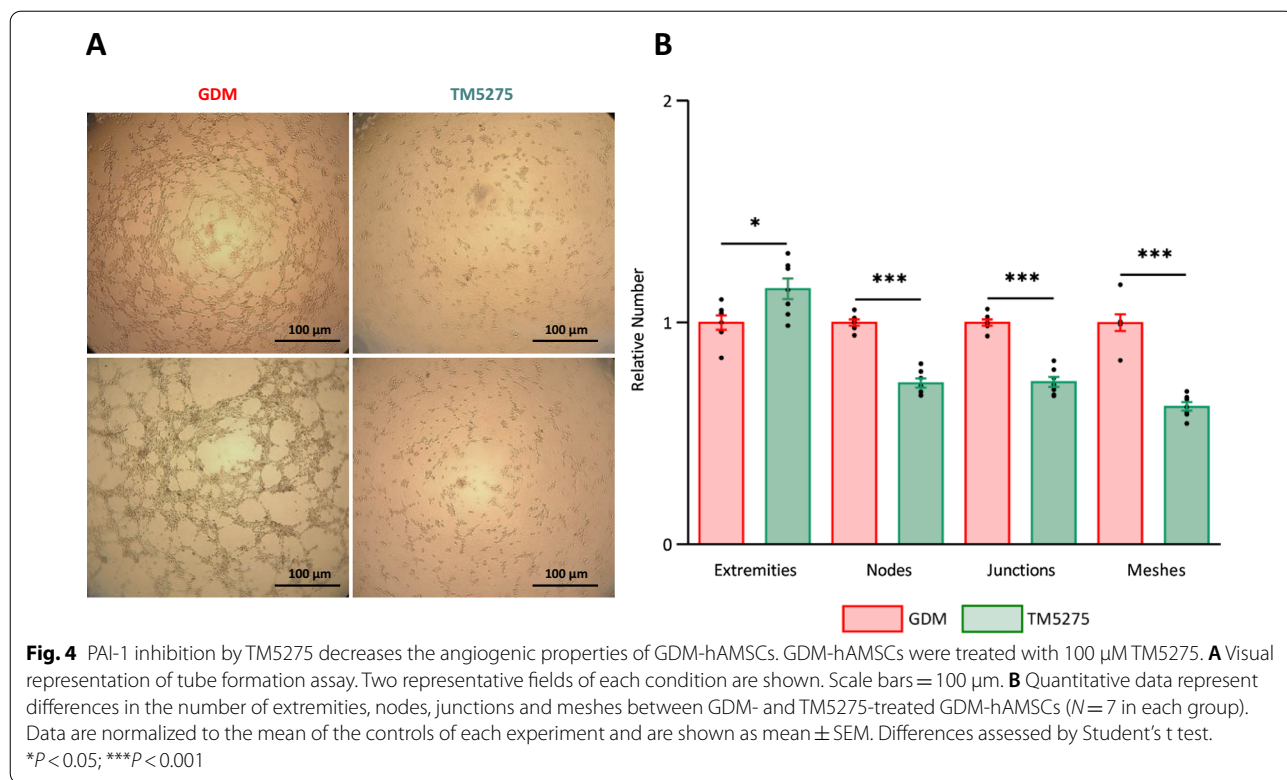 A
B
GDM
TM5275
100 µm
100 µm
100 µm
100 µm
2
1
0
Relative Number
*
***
***
***
Extremities
Nodes
Junctions
Meshes
GDM
TM5275
Fig. 4 PAI-1 inhibition by TM5275 decreases the angiogenic properties of GDM-hAMSCs. GDM-hAMSCs were treated with 100 µM TM5275. A Visual
representation of tube formation assay. Two representative fields of each condition are shown. Scale bars = 100 µm. B Quantitative data represent
differences in the number of extremities, nodes, junctions and meshes between GDM- and TM5275-treated GDM-hAMSCs (N = 7 in each group).
Data are normalized to the mean of the controls of each experiment and are shown as mean ± SEM. Differences assessed by Student's t test.
*P < 0.05; ***P < 0.001